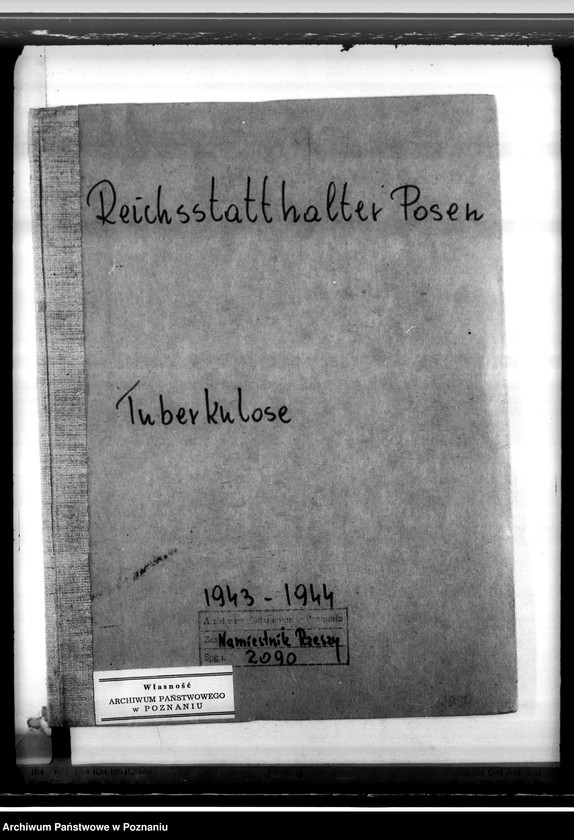 Reichsstatthalter Posen
Tuberkulose
1943 - 1944
Namiestnik Rzeszy
2090
Własność
ARCHIWUM PAŃSTWOWEGO
w POZNANIU
Archiwum Państwowe w Poznaniu